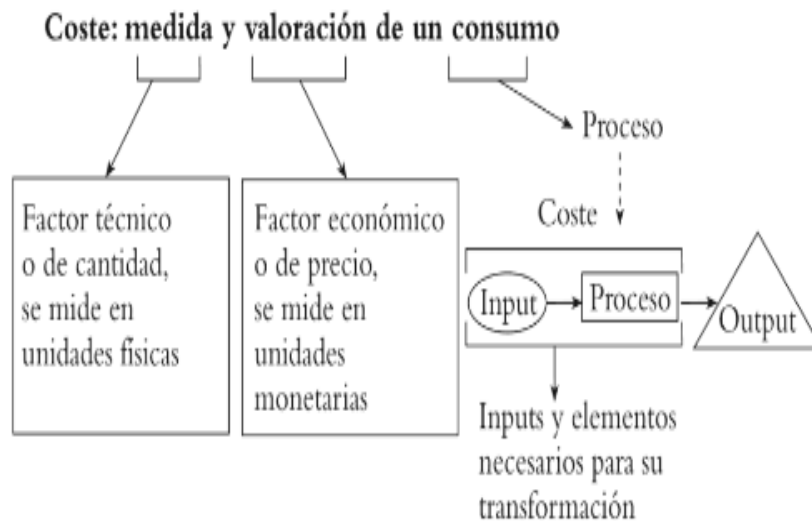 Coste: medida y valoración de un consumo
Proceso
Factor técnico
o de cantidad,
se mide en
unidades físicas
Factor económico
o de precio,
se mide en
unidades
monetarias
Coste
Input
Proceso
Output
Inputs y elementos
necesarios para su
transformación